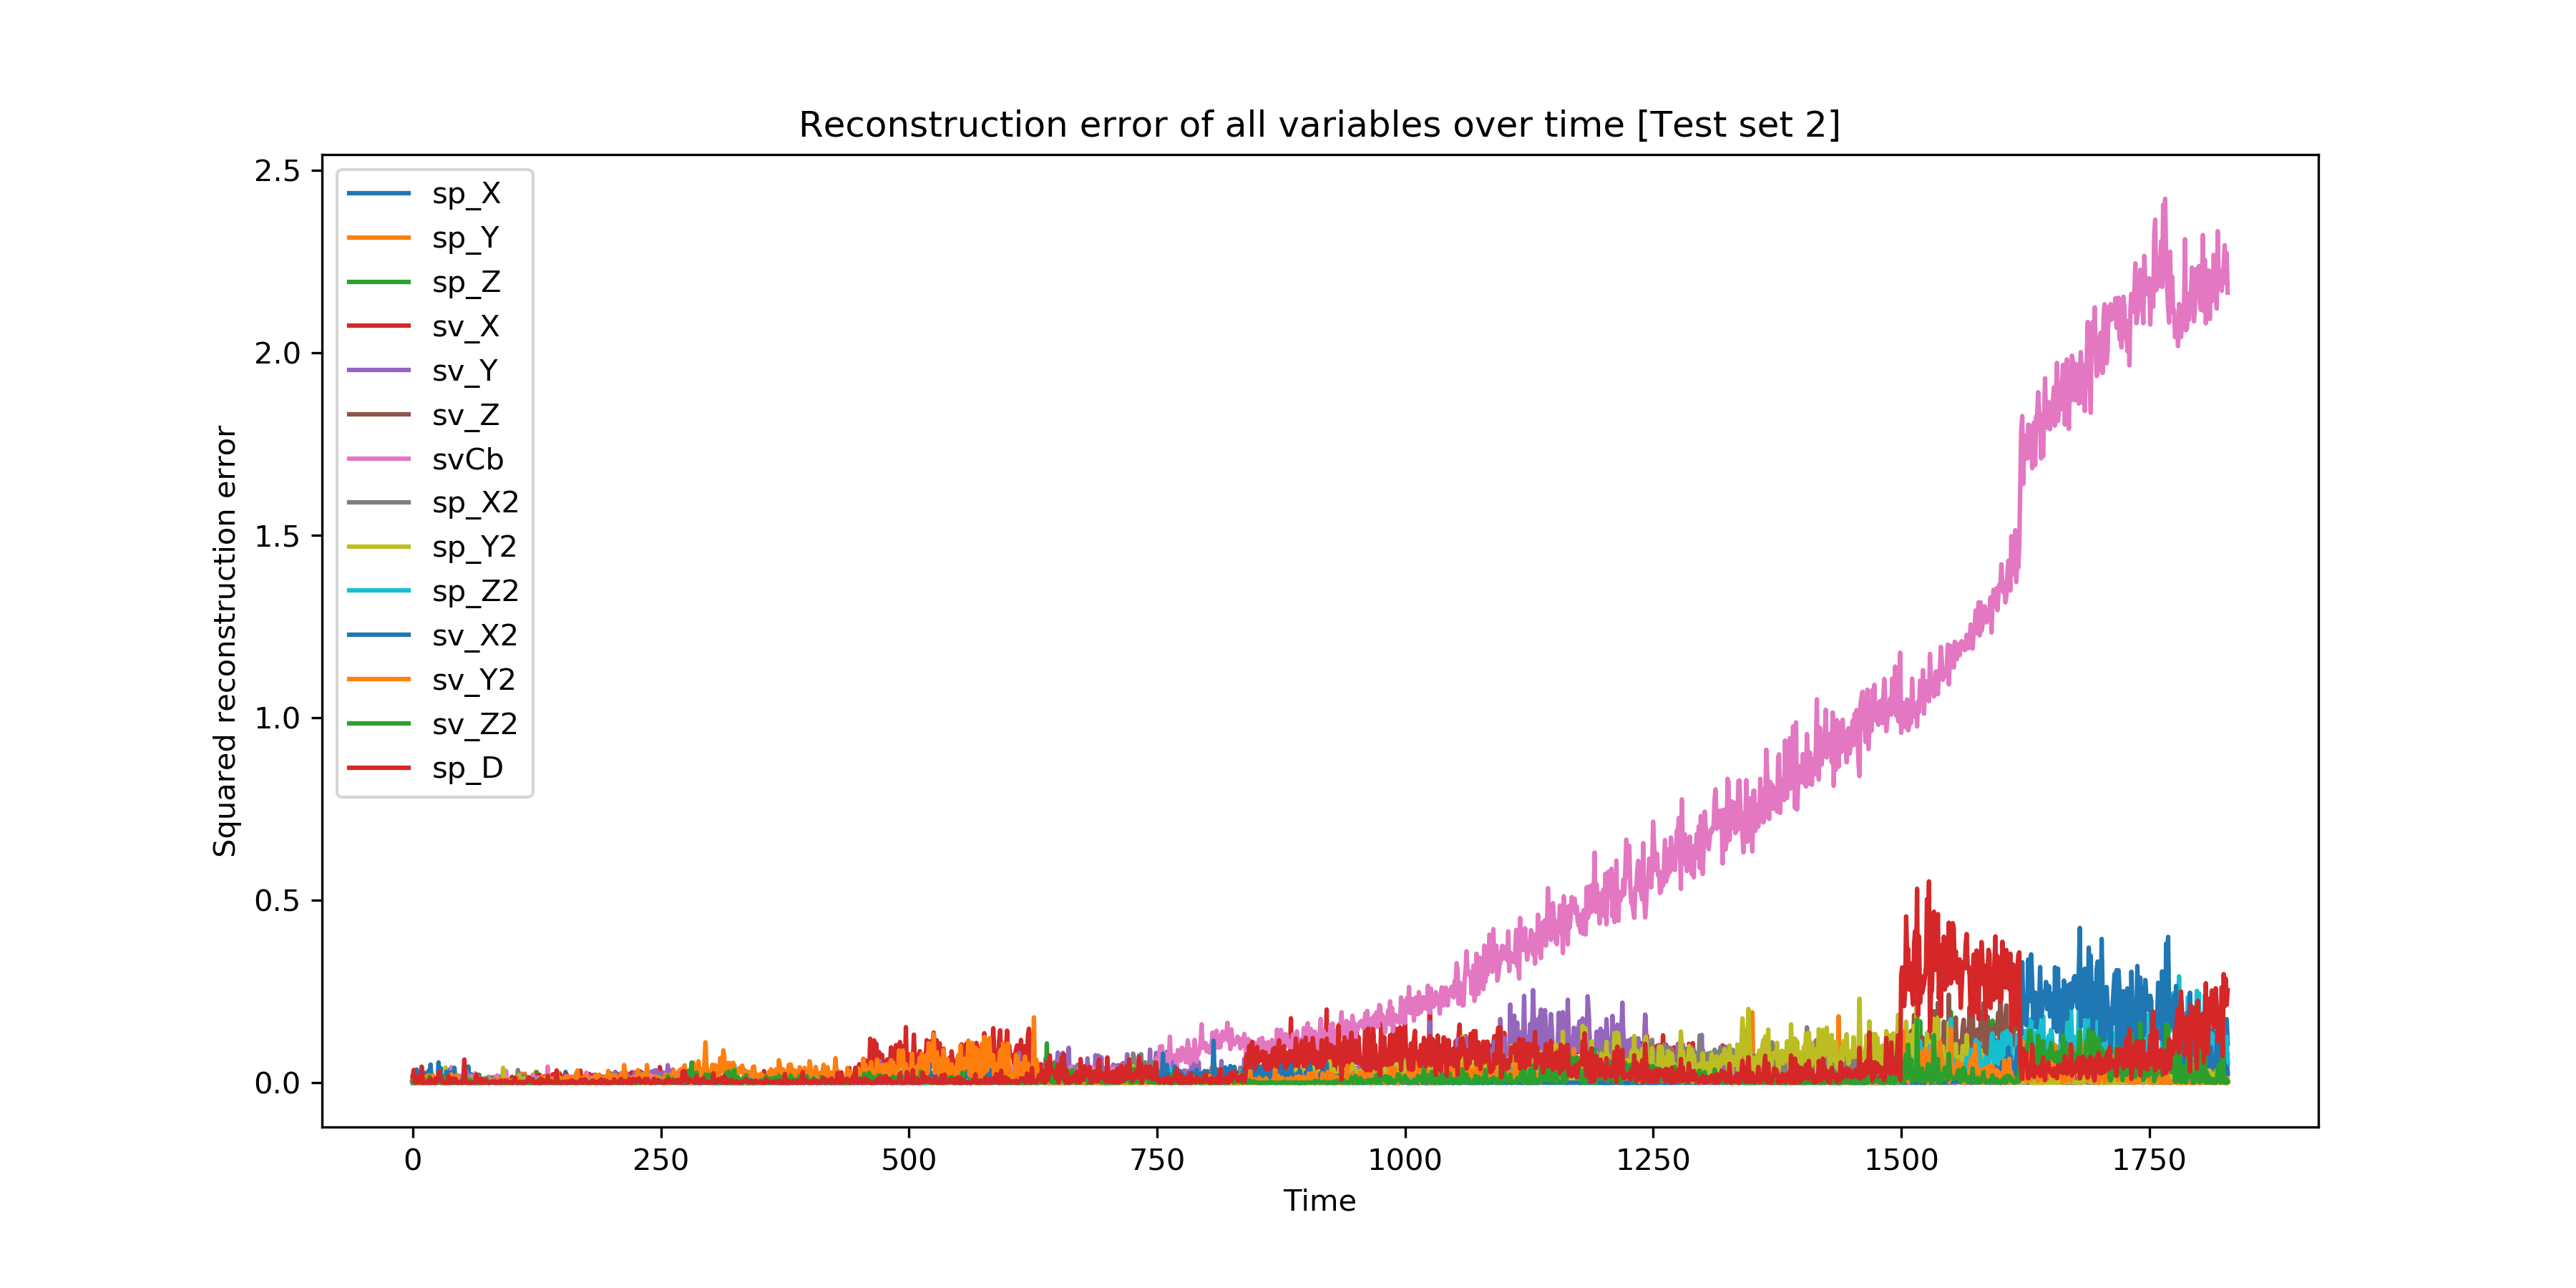 Reconstruction error of all variables over time [Test set 2]
Squared reconstruction error
2.5
2.0
1.5
1.0
0.5
0.0
sp_X
sp_Y
sp_Z
sv_X
sv_Y
sv_Z
svCb
sp_X2
sp_Y2
sp_Z2
sv_X2
sv_Y2
sv_Z2
sp_D
0 250 500 750 1000 1250 1500 1750
Time